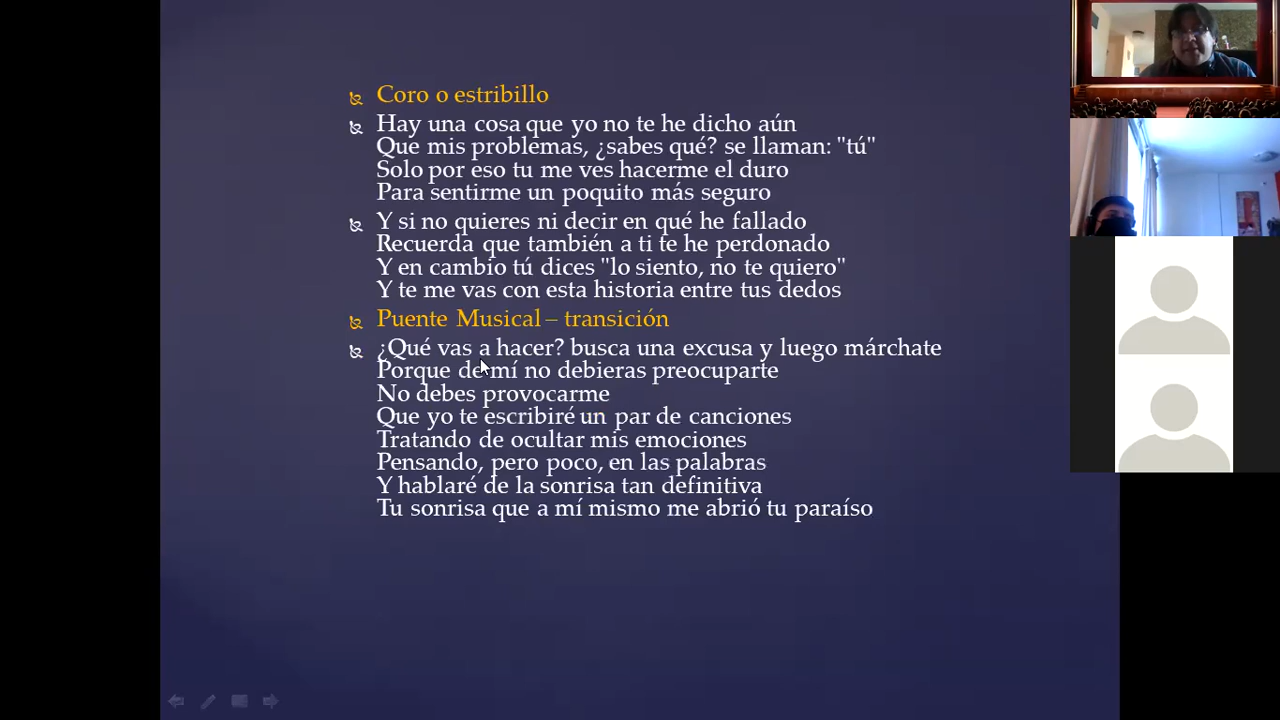 Coro o estribillo
Hay una cosa que yo no te he dicho aún
Que mis problemas, ¿sabes qué? se llaman: "tú"
Solo por eso tu me ves hacerme el duro
Para sentirme un poquito más seguro
Y si no quieres ni decir en qué he fallado
Recuerda que también a ti te he perdonado
Y en cambio tú dices "lo siento, no te quiero"
Y te me vas con esta historia entre tus dedos
Puente Musical – transición
¿Qué vas a hacer? busca una excusa y luego márchate
Porque de mí no debieras preocuparte
No debes provocarme
Que yo te escribiré un par de canciones
Tratando de ocultar mis emociones
Pensando, pero poco, en las palabras
Y hablaré de la sonrisa tan definitiva
Tu sonrisa que a mí mismo me abrió tu paraíso